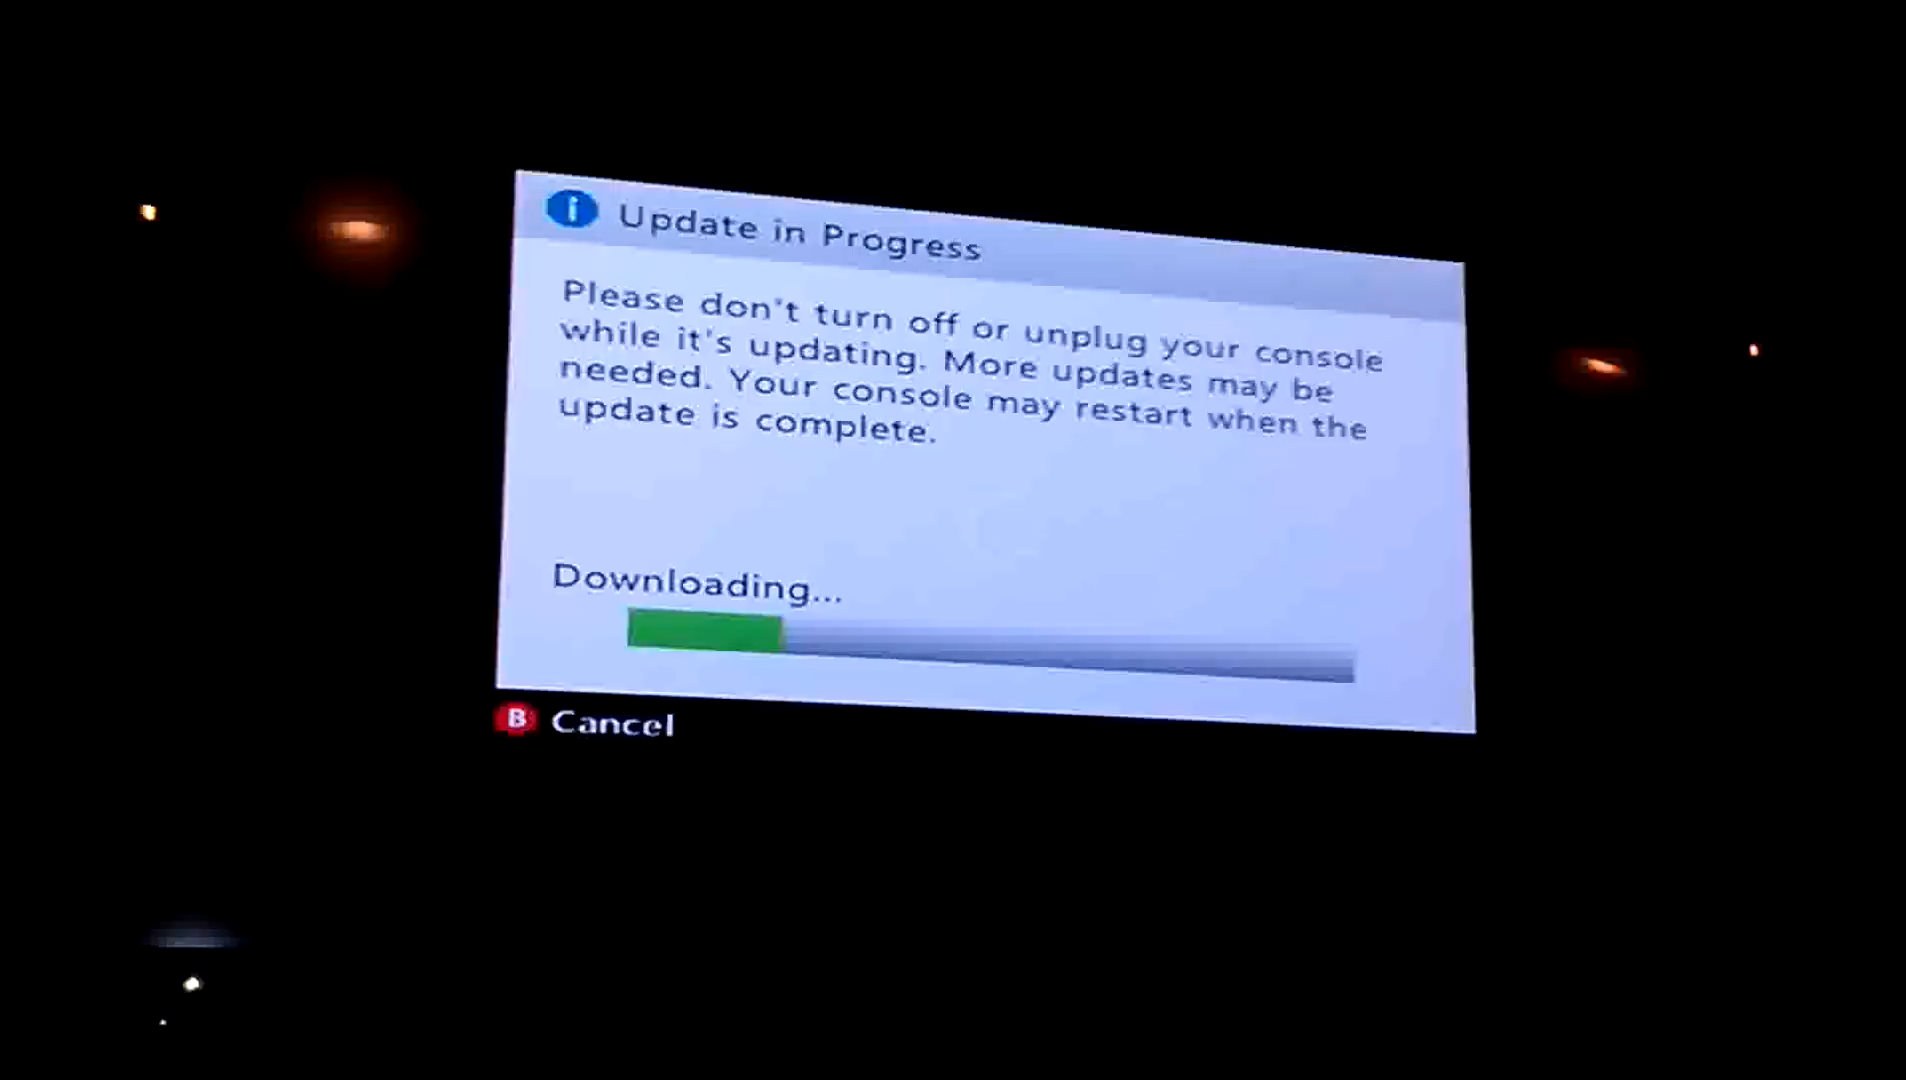 i Update in Progress
Please don't turn off or unplug your console
while it's updating. More updates may be
needed. Your console may restart when the
update is complete.
Downloading...
B Cancel